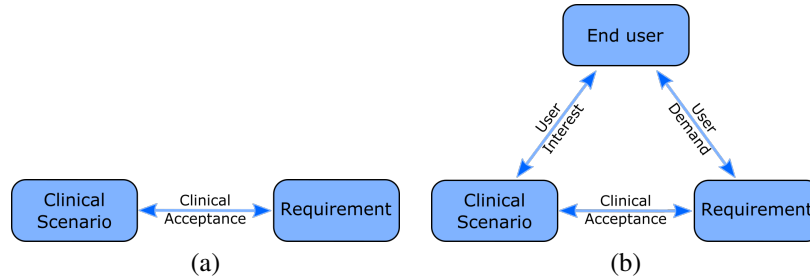 Clinical
Scenario
Clinical
Acceptance
Requirement
(a)
End user
User
Interest
User
Demand
Clinical
Scenario
Clinical
Acceptance
Requirement
(b)